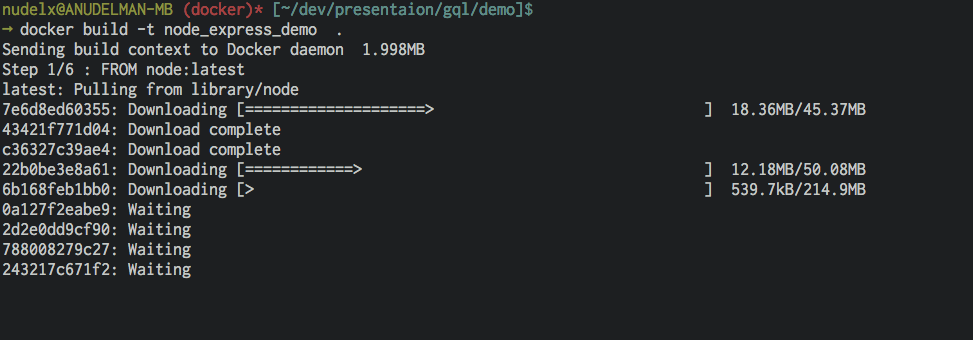 nudelx@ANUDELMAN-MB (docker)* [~/dev/presentaion/gql/demo]$
→ docker build -t node_express_demo  .
Sending build context to Docker daemon  1.998MB
Step 1/6 : FROM node:latest
latest: Pulling from library/node
7e6d8ed60355: Downloading [====================>                              ]  18.36MB/45.37MB
43421f771d04: Download complete
c36327c39ae4: Download complete
22b0be3e8a61: Downloading [============>                                      ]  12.18MB/50.08MB
6b168feb1bb0: Downloading [>                                                  ]  539.7kB/214.9MB
0a127f2eabe9: Waiting
2d2e0dd9cf90: Waiting
788008279c27: Waiting
243217c671f2: Waiting